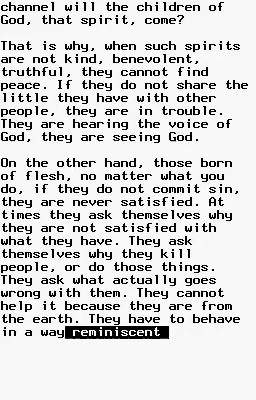 channel will the children of
God, that spirit, come?
That is why, when such spirits
are not kind, benevolent,
truthful, they cannot find
peace. If they do not share the
little they have with other
people, they are in trouble.
They are hearing the voice of
God, they are seeing God.
On the other hand, those born
of flesh, no matter what you
do, if they do not commit sin,
they are never satisfied. At
times they ask themselves why
they are not satisfied with
what they have. They ask
themselves why they kill
people, or do those things.
They ask what actually goes
wrong with them. They cannot
help it because they are from
the earth. They have to behave
in a way reminiscent